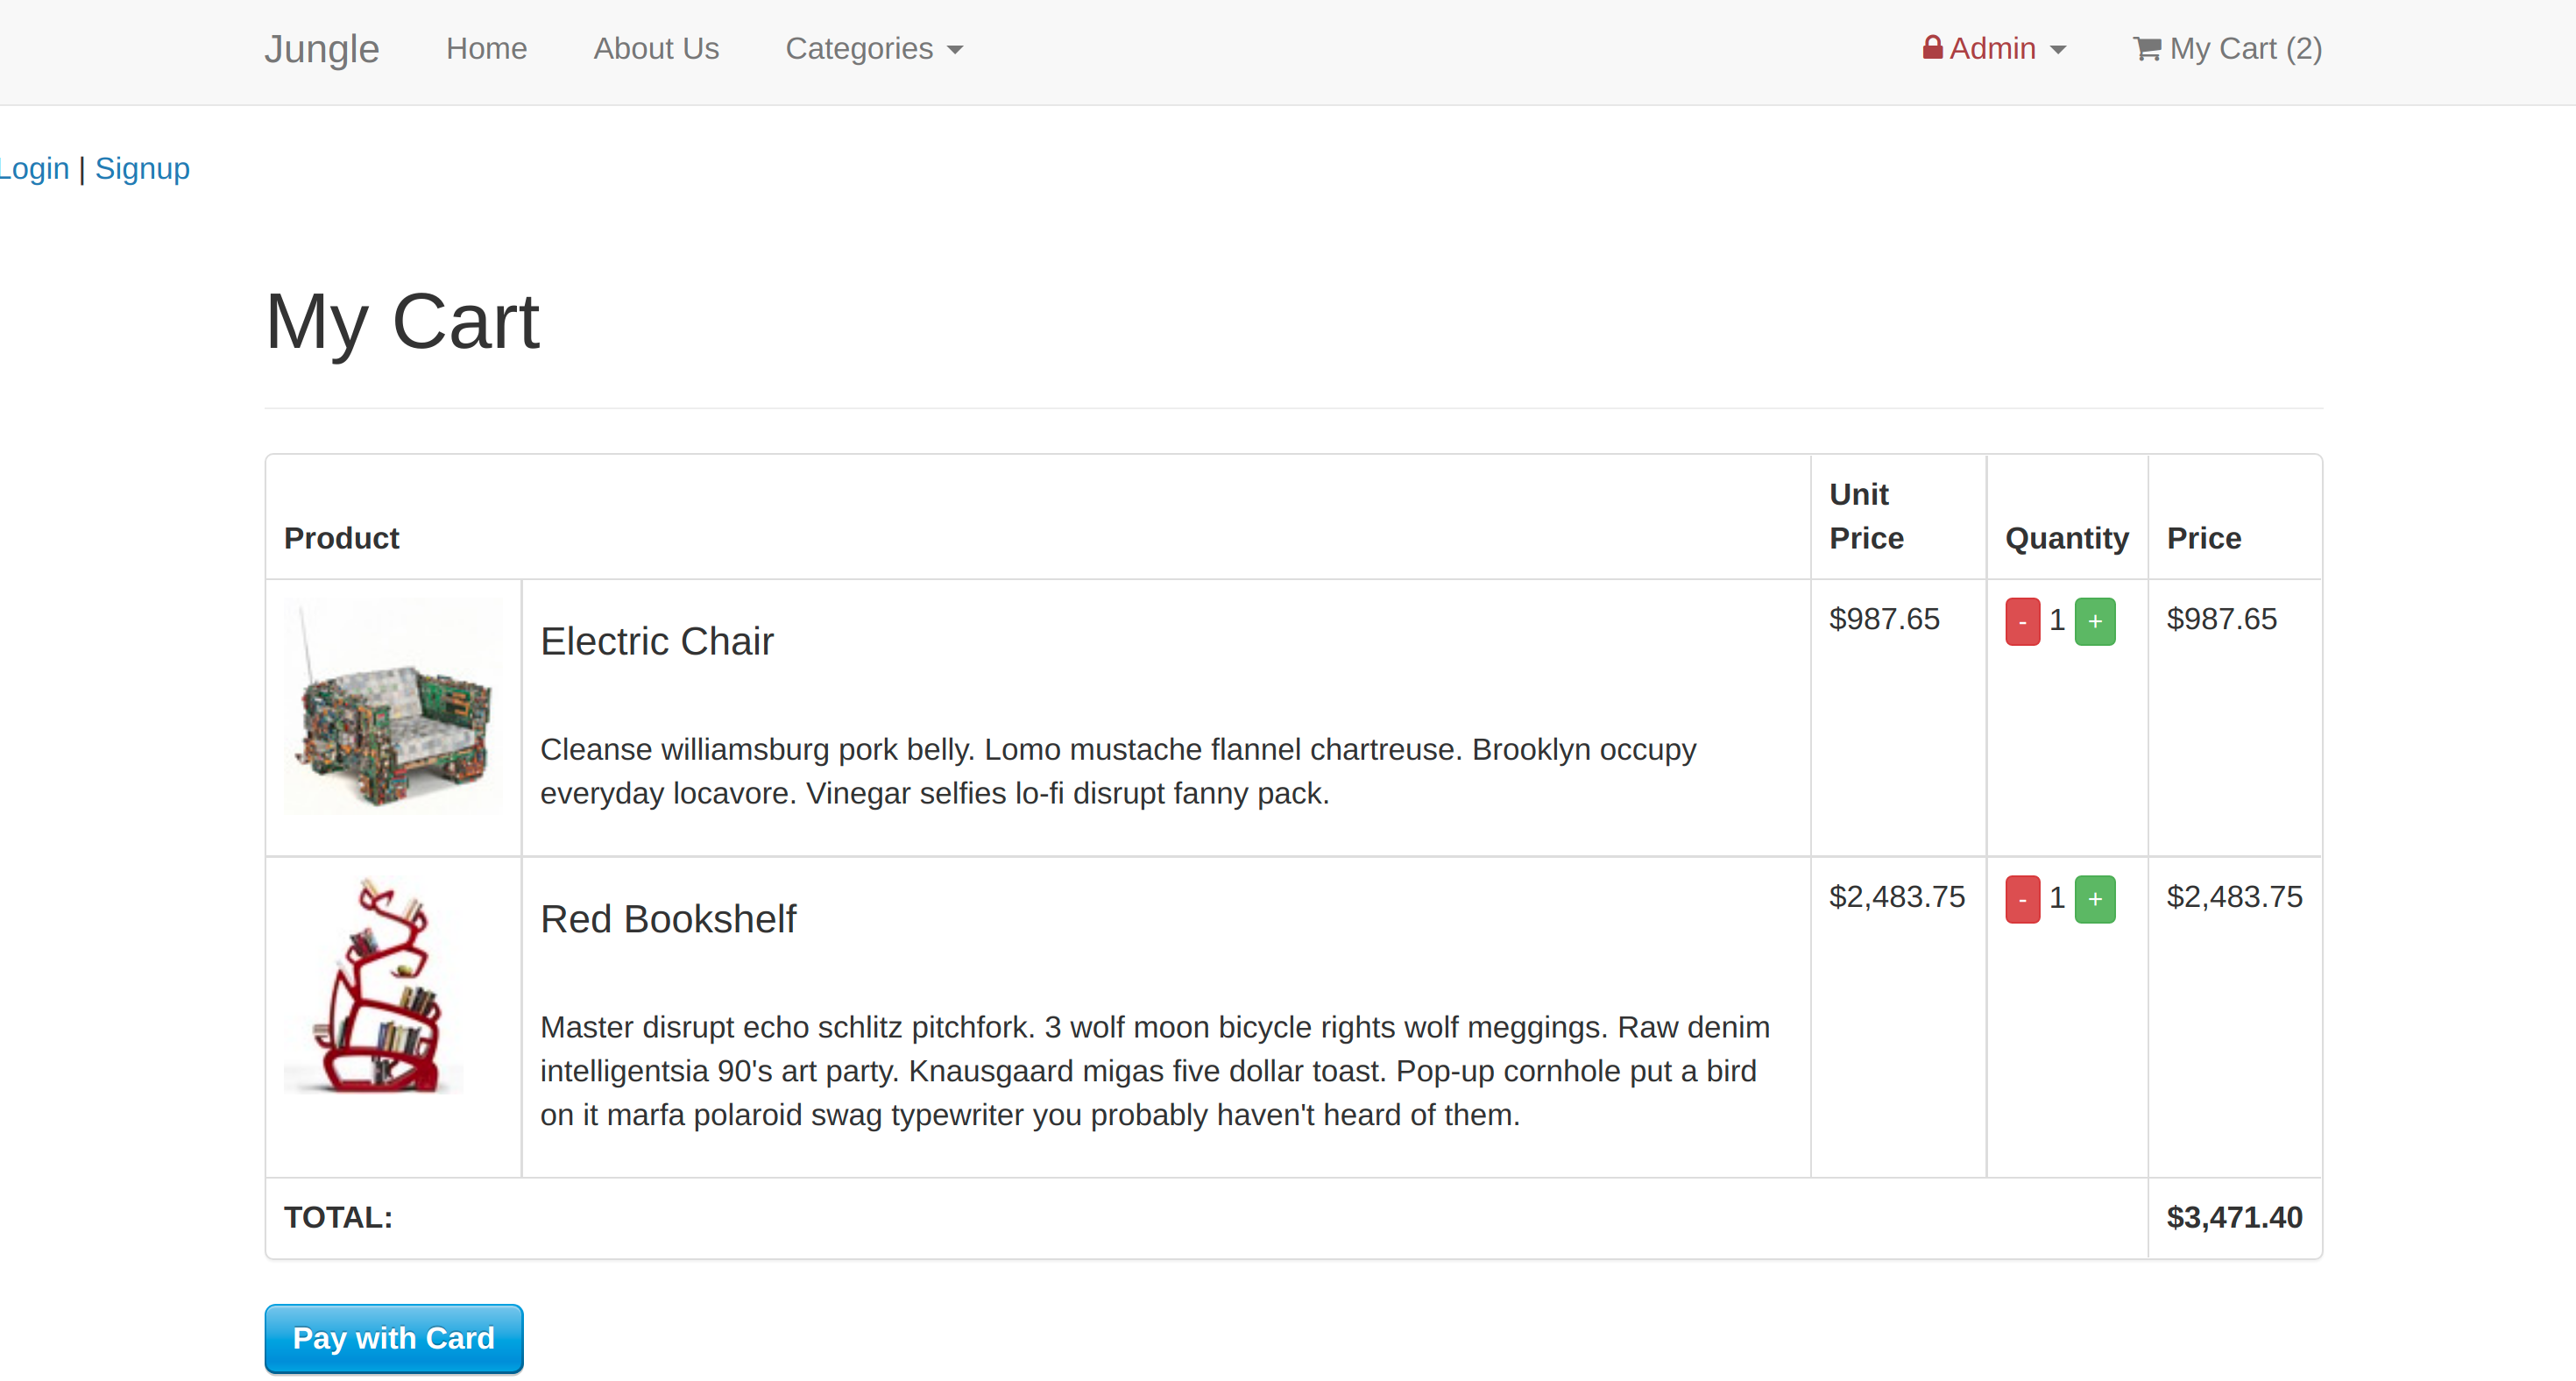 Jungle Home About Us Categories Admin My Cart (2)
Login | Signup
My Cart
Product Unit Price Quantity Price
Electric Chair $987.65 - 1 + $987.65
Cleanse williamsburg pork belly. Lomo mustache flannel chartreuse. Brooklyn occupy
everyday locavore. Vinegar selfies lo-fi disrupt fanny pack.
Red Bookshelf $2,483.75 - 1 + $2,483.75
Master disrupt echo schlitz pitchfork. 3 wolf moon bicycle rights wolf meggings. Raw denim
intelligentsia 90's art party. Knausgaard migas five dollar toast. Pop-up cornhole put a bird
on it marfa polaroid swag typewriter you probably haven't heard of them.
TOTAL: $3,471.40
Pay with Card